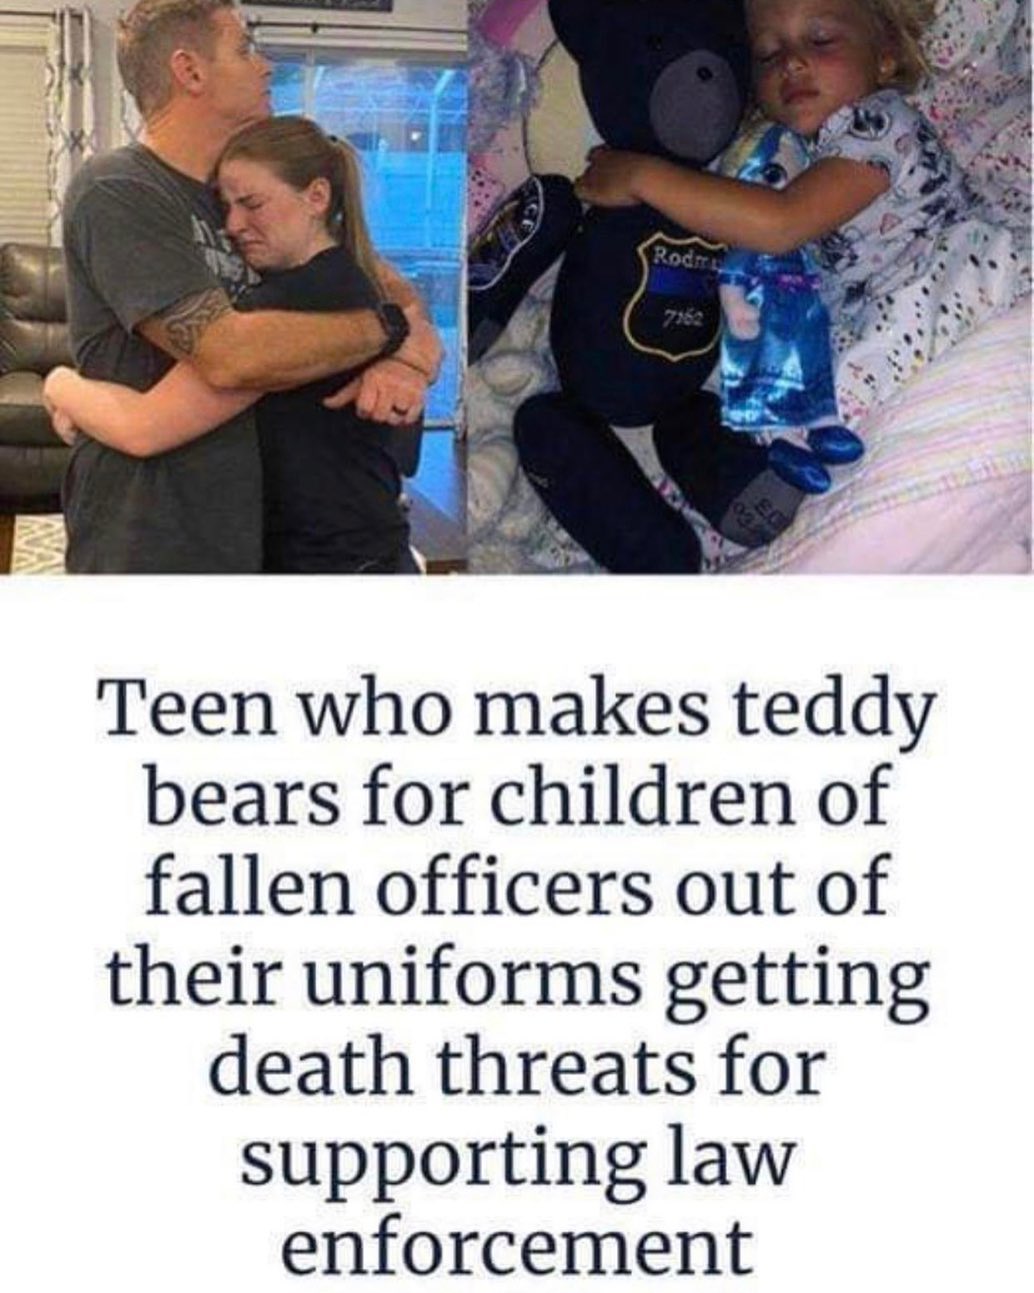 7162
Teen who makes teddy
bears for children of
fallen officers out of
their uniforms getting
death threats for
supporting law
enforcement